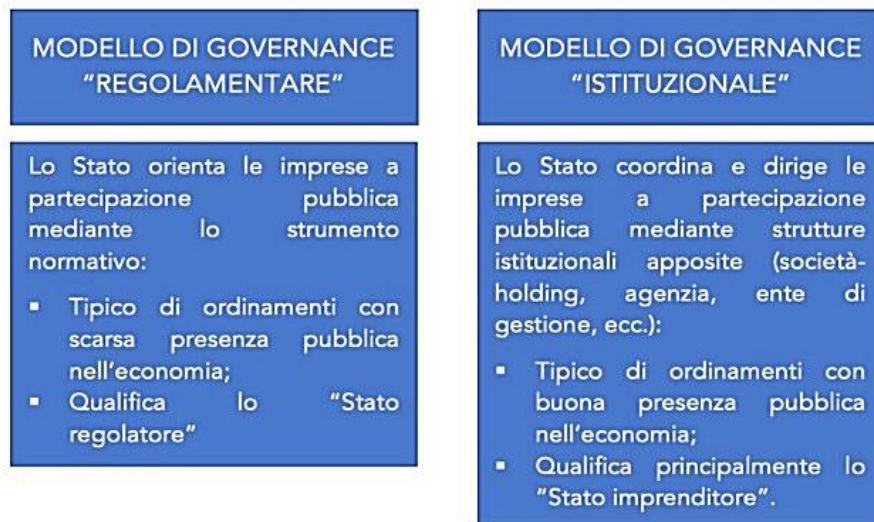 MODELLO DI GOVERNANCE
“REGOLAMENTARE”
Lo Stato orienta le imprese a
partecipazione pubblica
mediante lo strumento
normativo:
▪ Tipico di ordinamenti con
scarsa presenza pubblica
nell’economia;
▪ Qualifica lo “Stato
regolatore”
MODELLO DI GOVERNANCE
“ISTITUZIONALE”
Lo Stato coordina e dirige le
imprese a partecipazione
pubblica mediante strutture
istituzionali apposite (società-
holding, agenzia, ente di
gestione, ecc.):
▪ Tipico di ordinamenti con
buona presenza pubblica
nell’economia;
▪ Qualifica principalmente lo
“Stato imprenditore”.